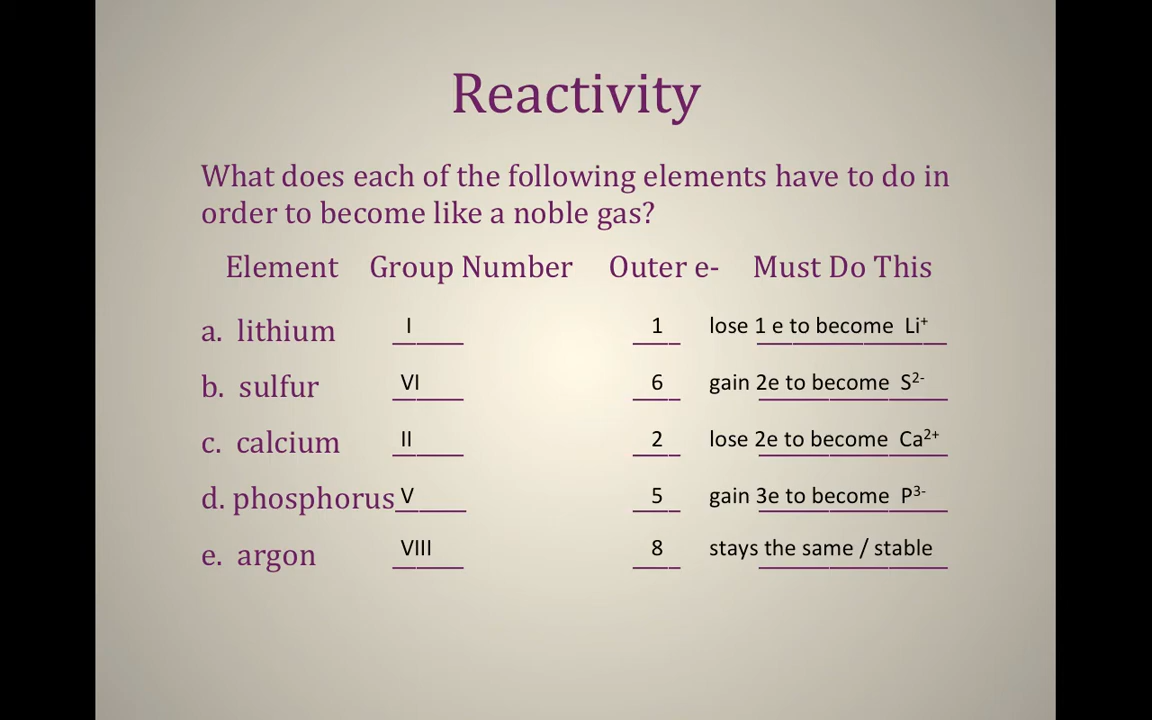 Reactivity
What does each of the following elements have to do in
order to become like a noble gas?
Element Group Number Outer e- Must Do This
a. lithium I 1 lose 1 e to become Li⁺
b. sulfur VI 6 gain 2e to become S²⁻
c. calcium II 2 lose 2e to become Ca²⁺
d. phosphorus V 5 gain 3e to become P³⁻
e. argon VIII 8 stays the same / stable